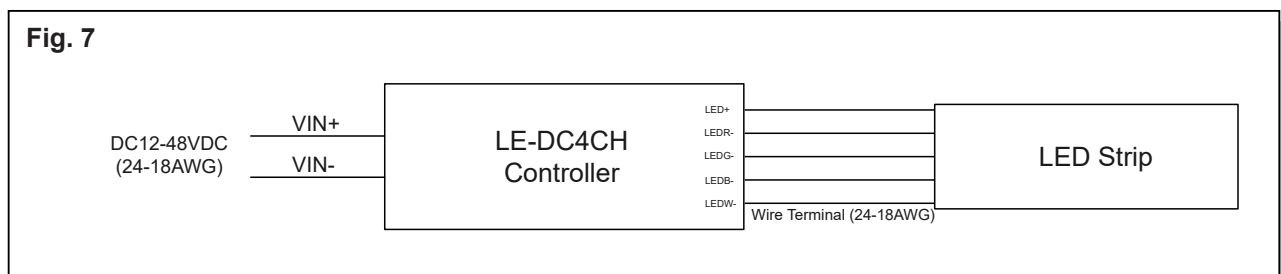 Fig. 7
DC12-48VDC
(24-18AWG)
VIN+
VIN-
LE-DC4CH
Controller
LED+
LEDR-
LEDG-
LEDB-
LEDW-
Wire Terminal (24-18AWG)
LED Strip